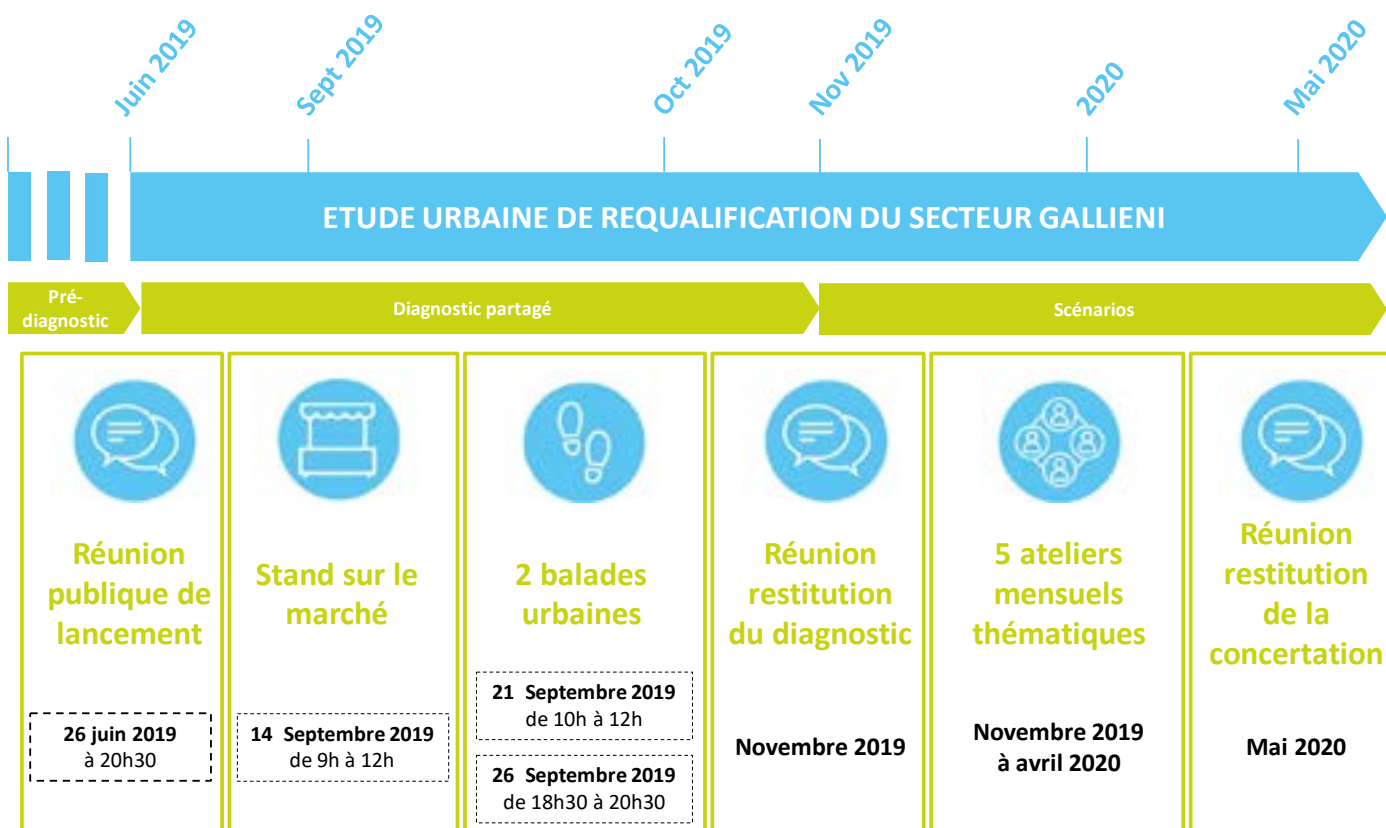 Juin 2019
Sept 2019
Oct 2019
Nov 2019
2020
Mai 2020
ETUDE URBAINE DE REQUALIFICATION DU SECTEUR GALLIENI
Pré-
diagnostic
Diagnostic partagé
Scénarios
Réunion
publique de
lancement
26 juin 2019
à 20h30
Stand sur le
marché
14 Septembre 2019
de 9h à 12h
2 balades
urbaines
21 Septembre 2019
de 10h à 12h
26 Septembre 2019
de 18h30 à 20h30
Réunion
restitution
du diagnostic
Novembre 2019
5 ateliers
mensuels
thématiques
Novembre 2019
à avril 2020
Réunion
restitution
de la
concertation
Mai 2020